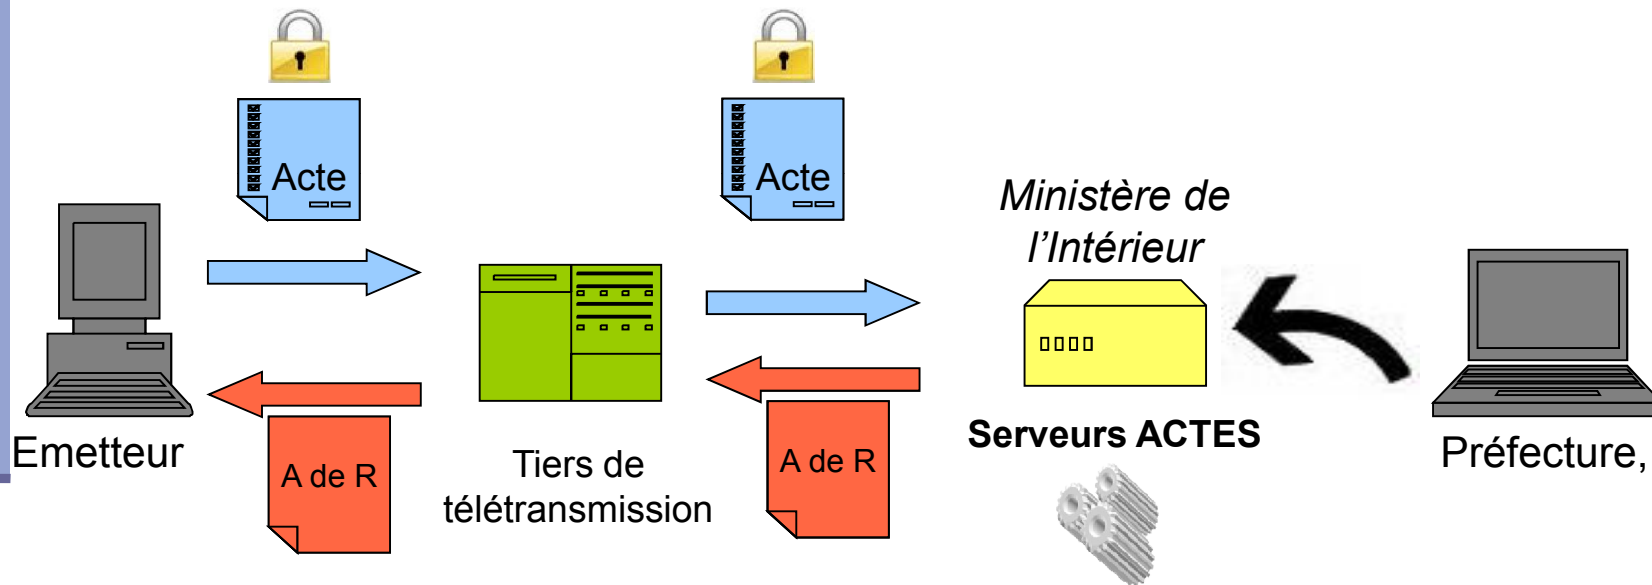 Acte
Acte
Ministère de
l’Intérieur
Emetteur
A de R
Tiers de
télétransmission
A de R
Serveurs ACTES
Préfecture,